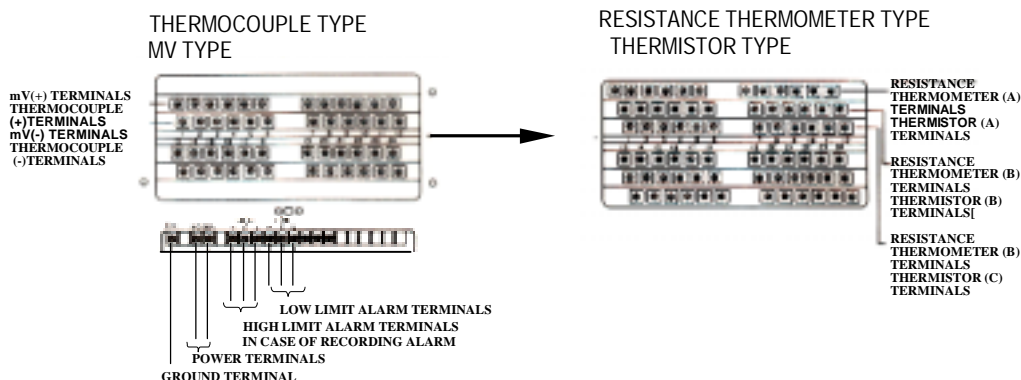 THERMOCOUPLE TYPE
MV TYPE
mV(+) TERMINALS
THERMOCOUPLE
(+)TERMINALS
mV(-) TERMINALS
THERMOCOUPLE
(-)TERMINALS
LOW LIMIT ALARM TERMINALS
HIGH LIMIT ALARM TERMINALS
IN CASE OF RECORDING ALARM
POWER TERMINALS
GROUND TERMINAL
RESISTANCE THERMOMETER TYPE
THERMISTOR TYPE
RESISTANCE
THERMOMETER (A)
TERMINALS
THERMISTOR (A)
TERMINALS
RESISTANCE
THERMOMETER (B)
TERMINALS
THERMISTOR (B)
TERMINALS[
RESISTANCE
THERMOMETER (B)
TERMINALS
THERMISTOR (C)
TERMINALS